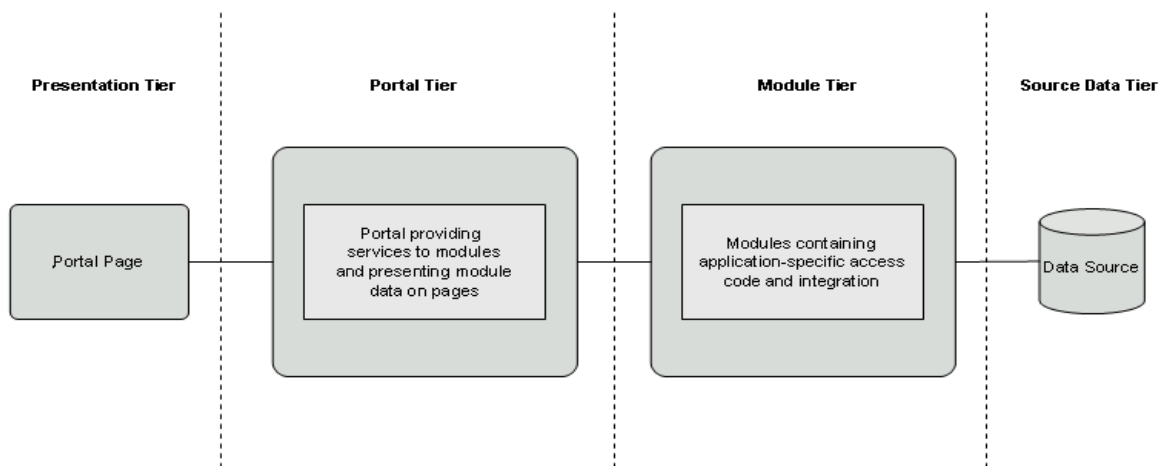 Presentation Tier
Portal Tier
Module Tier
Source Data Tier
Portal Page
Portal providing
services to modules
and presenting module
data on pages
Modules containing
application-specific access
code and integration
Data Source